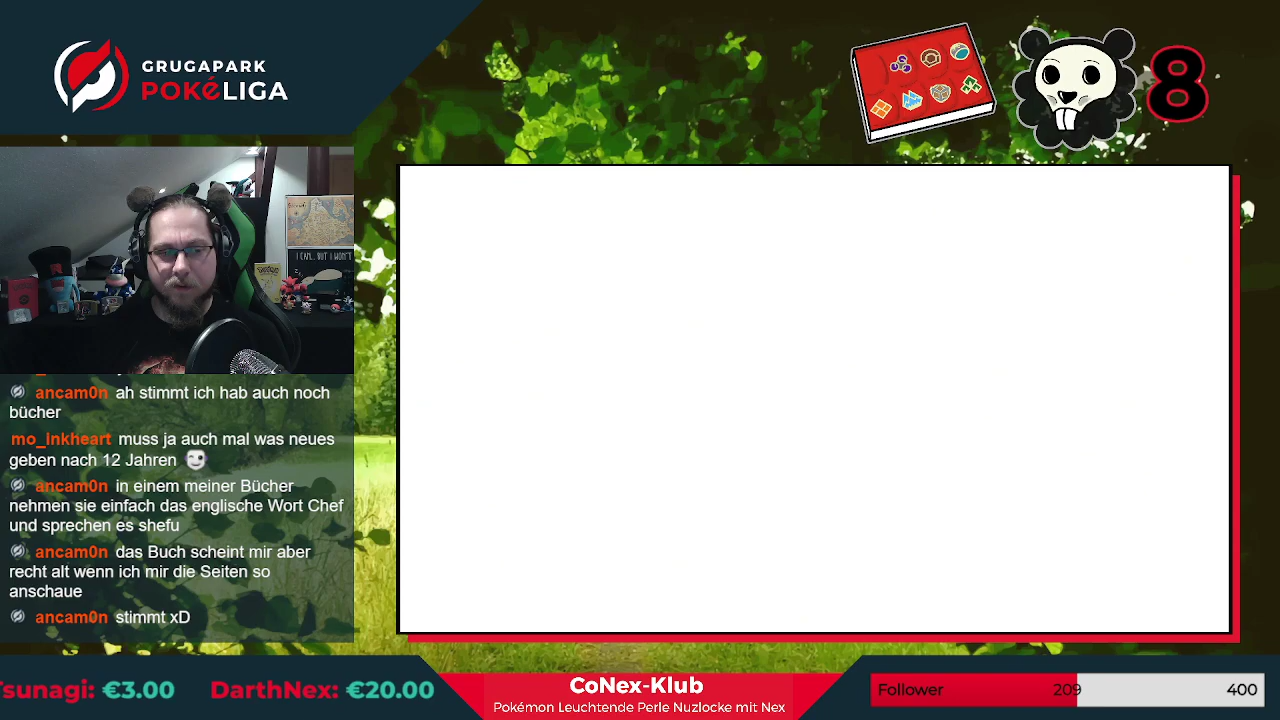 GRUGAPARK
POKéLIGA
8
I CAN... BUT I WON'T
ancam0n ah stimmt ich hab auch noch
bücher
mo_inkheart muss ja auch mal was neues
geben nach 12 Jahren
ancam0n in einem meiner Bücher
nehmen sie einfach das englische Wort Chef
und sprechen es shefu
ancam0n das Buch scheint mir aber
recht alt wenn ich mir die Seiten so
anschaue
ancam0n stimmt xD
Tsunagi: €3.00 DarthNex: €20.00
CoNex-Klub
Pokémon Leuchtende Perle Nuzlocke mit Nex
Follower 209 400